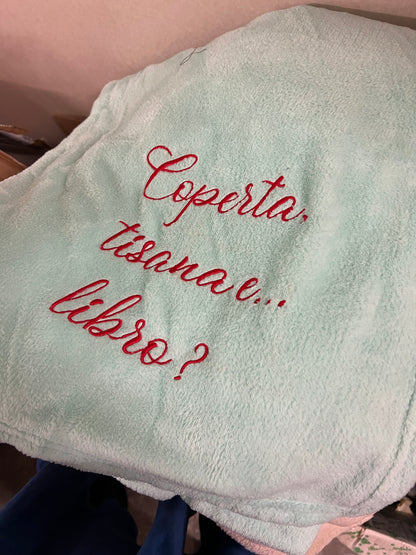 Coperta,
tisana e...
libro?